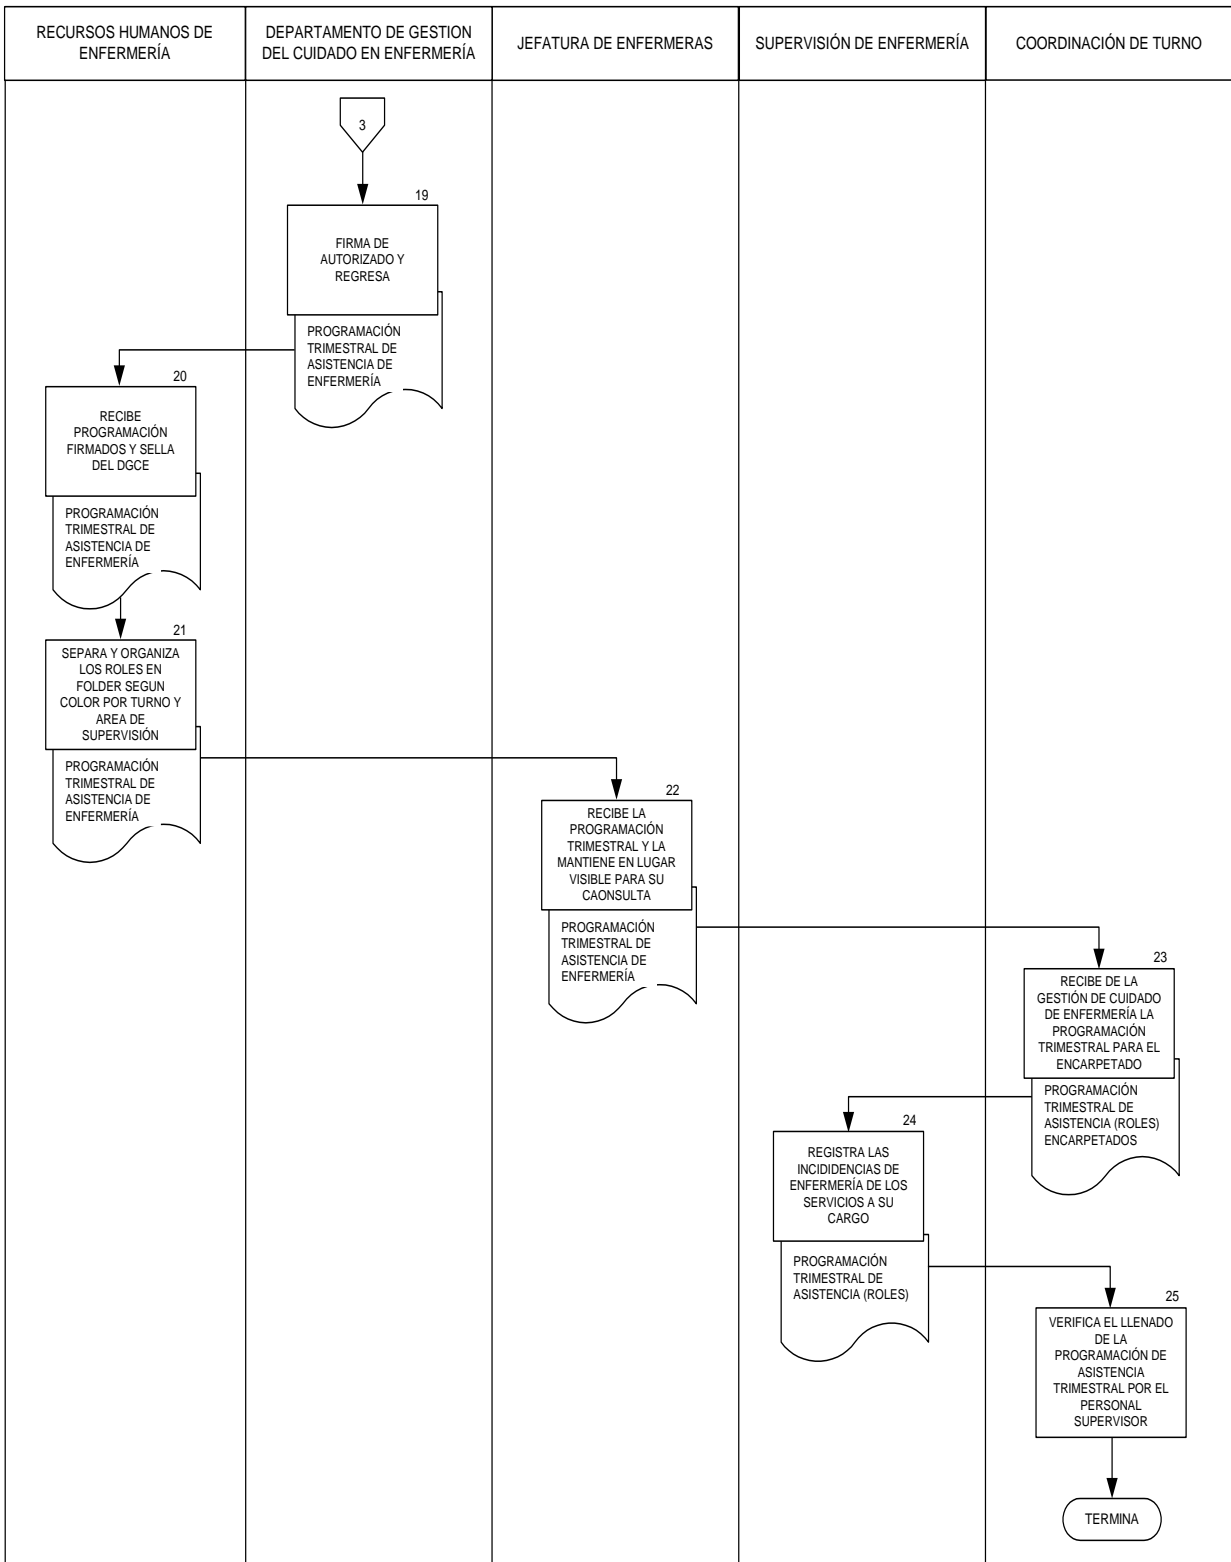 RECURSOS HUMANOS DE
ENFERMERÍA
DEPARTAMENTO DE GESTION
DEL CUIDADO EN ENFERMERÍA
JEFATURA DE ENFERMERAS
SUPERVISIÓN DE ENFERMERÍA
COORDINACIÓN DE TURNO
3
19
FIRMA DE
AUTORIZADO Y
REGRESA
PROGRAMACIÓN
TRIMESTRAL DE
ASISTENCIA DE
ENFERMERÍA
20
RECIBE
PROGRAMACIÓN
FIRMADOS Y SELLA
DEL DGCE
PROGRAMACIÓN
TRIMESTRAL DE
ASISTENCIA DE
ENFERMERÍA
21
SEPARA Y ORGANIZA
LOS ROLES EN
FOLDER SEGUN
COLOR POR TURNO Y
AREA DE
SUPERVISIÓN
PROGRAMACIÓN
TRIMESTRAL DE
ASISTENCIA DE
ENFERMERÍA
22
RECIBE LA
PROGRAMACIÓN
TRIMESTRAL Y LA
MANTIENE EN LUGAR
VISIBLE PARA SU
CAONSULTA
PROGRAMACIÓN
TRIMESTRAL DE
ASISTENCIA DE
ENFERMERÍA
23
RECIBE DE LA
GESTIÓN DE CUIDADO
DE ENFERMERÍA LA
PROGRAMACIÓN
TRIMESTRAL PARA EL
ENCARPETADO
PROGRAMACIÓN
TRIMESTRAL DE
ASISTENCIA (ROLES)
ENCARPETADOS
24
REGISTRA LAS
INCIDIDENCIAS DE
ENFERMERÍA DE LOS
SERVICIOS A SU
CARGO
PROGRAMACIÓN
TRIMESTRAL DE
ASISTENCIA (ROLES)
25
VERIFICA EL LLENADO
DE LA
PROGRAMACIÓN DE
ASISTENCIA
TRIMESTRAL POR EL
PERSONAL
SUPERVISOR
TERMINA